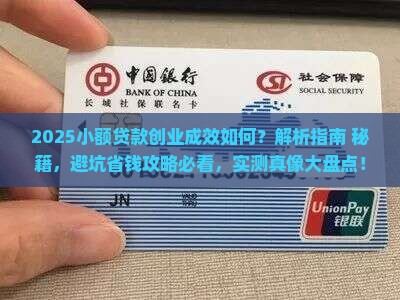 中国银行
BANK OF CHINA
社会保障
SOCIAL SECURITY
长城 社保联名卡
2025小额贷款创业成效如何？解析指南 秘
籍，避坑省钱攻略必看，实测真像大盘点！
JN
UnionPay
银联